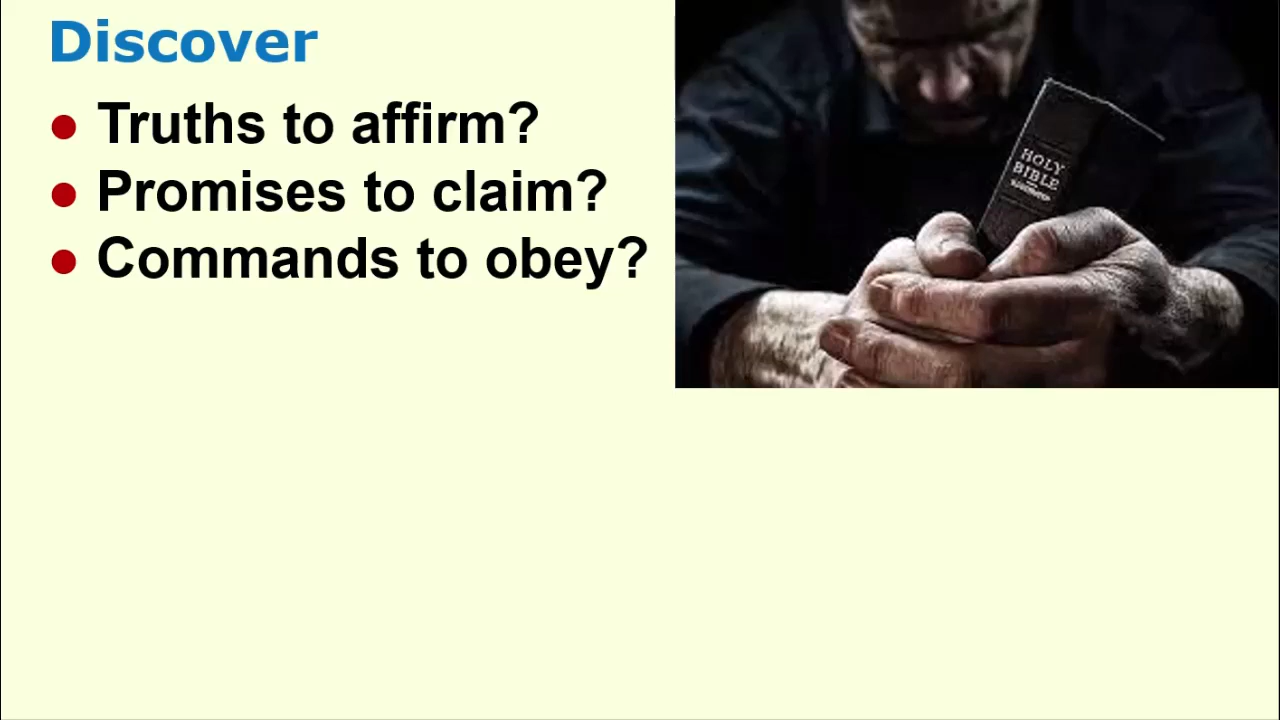 Discover
• Truths to affirm?
• Promises to claim?
• Commands to obey?
HOLY
BIBLE